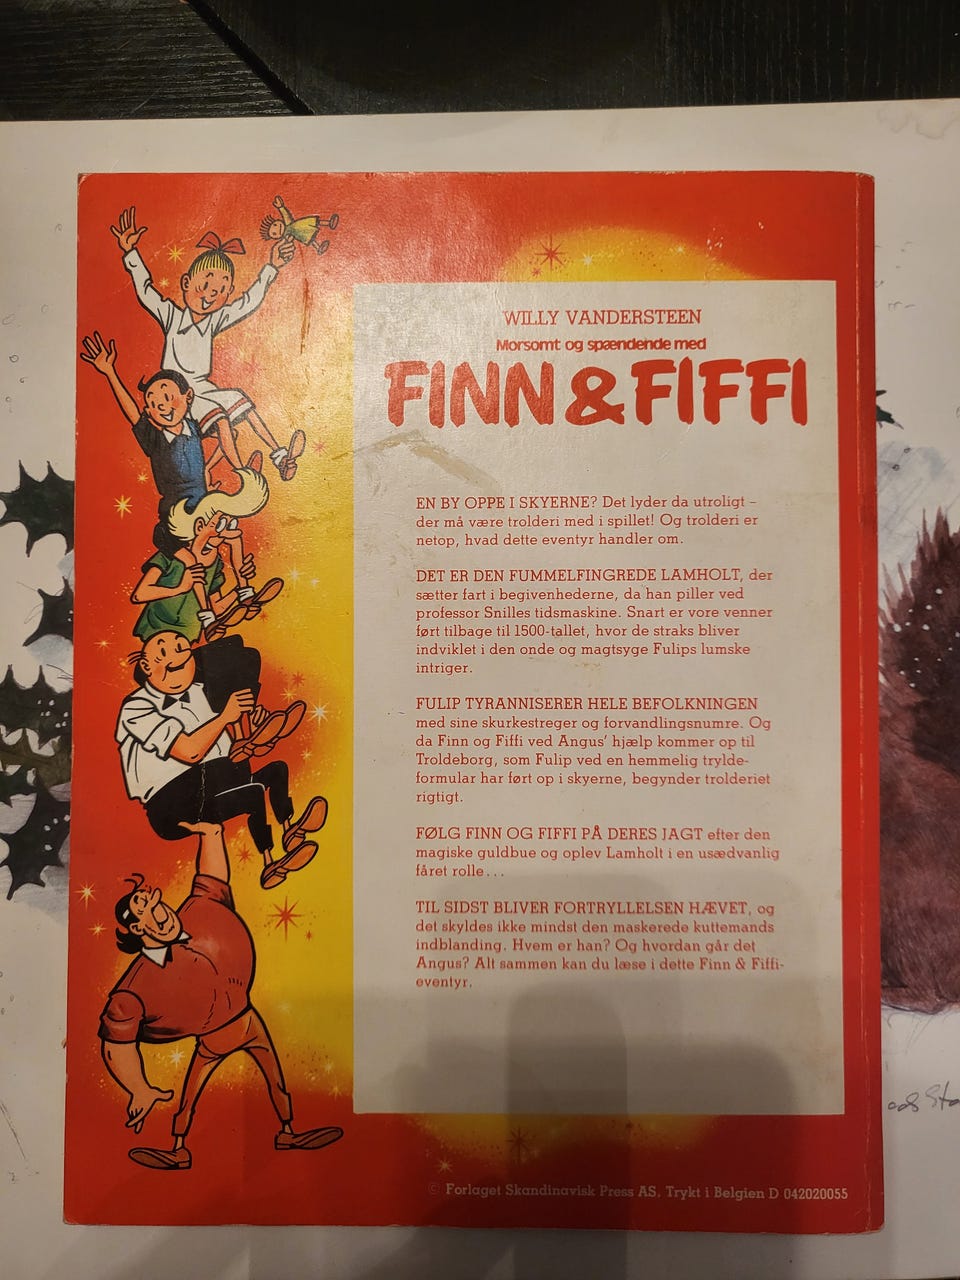 WILLY VANDERSTEEN
Morsomt og spændende med
FINN & FIFFI
EN BY OPPE I SKYERNE? Det lyder da utroligt –
der må være trolderi med i spillet! Og trolderi er
netop, hvad dette eventyr handler om.
DET ER DEN FUMMELFINGREDE LAMHOLT, der
sætter fart i begivenhederne, da han piller ved
professor Snilles tidsmaskine. Snart er vore venner
ført tilbage til 1500-tallet, hvor de straks bliver
indviklet i den onde og magtsyge Fulips lumske
intriger.
FULIP TYRANNISERER HELE BEFOLKNINGEN
med sine skurkestreger og forvandlingsnumre. Og
da Finn og Fiffi ved Angus' hjælp kommer op til
Troldeborg, som Fulip ved en hemmelig trylde-
formular har ført op i skyerne, begynder trolderiet
rigtigt.
FØLG FINN OG FIFFI PÅ DERES JAGT efter den
magiske guldbue og oplev Lamholt i en usædvanlig
fåret rolle...
TIL SIDST BLIVER FORTRYLLELSEN HÆVET, og
det skyldes ikke mindst den maskerede kuttemands
indblanding. Hvem er han? Og hvordan går det
Angus? Alt sammen kan du læse i dette Finn & Fiffi-
eventyr.
© Forlaget Skandinavisk Press AS. Trykt i Belgien D 042020055